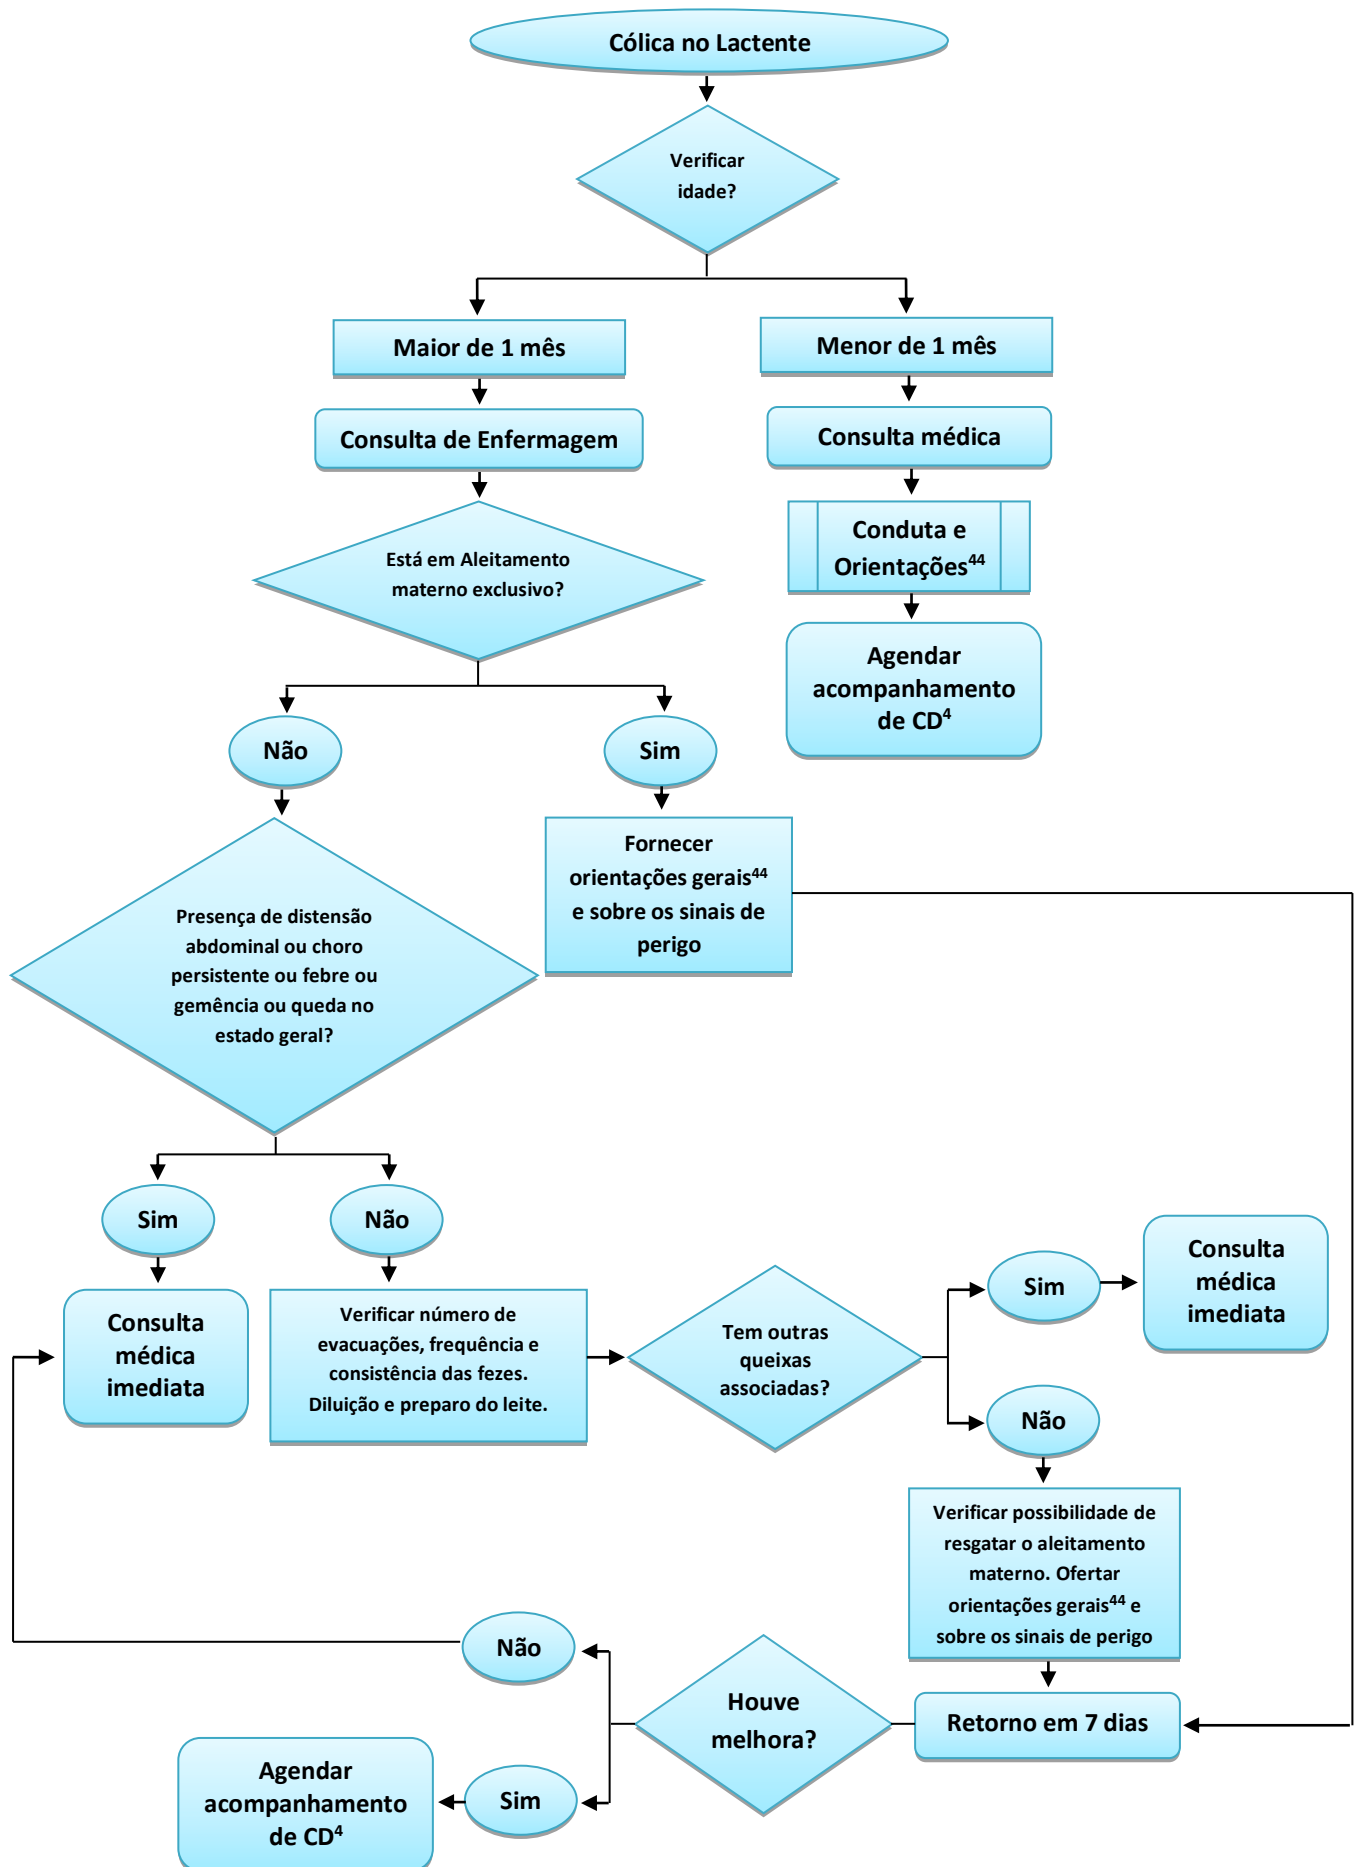 Cólica no Lactente
Verificar
idade?
Maior de 1 mês
Menor de 1 mês
Consulta de Enfermagem
Consulta médica
Conduta e
Orientações⁴⁴
Está em Aleitamento
materno exclusivo?
Agendar
acompanhamento
de CD⁴
Não
Sim
Fornecer
orientações gerais⁴⁴
e sobre os sinais de
perigo
Presença de distensão
abdominal ou choro
persistente ou febre ou
gemência ou queda no
estado geral?
Sim
Não
Consulta
médica
imediata
Verificar número de
evacuações, frequência e
consistência das fezes.
Diluição e preparo do leite.
Tem outras
queixas
associadas?
Sim
Consulta
médica
imediata
Não
Verificar possibilidade de
resgatar o aleitamento
materno. Ofertar
orientações gerais⁴⁴ e
sobre os sinais de perigo
Retorno em 7 dias
Houve
melhora?
Não
Sim
Agendar
acompanhamento
de CD⁴